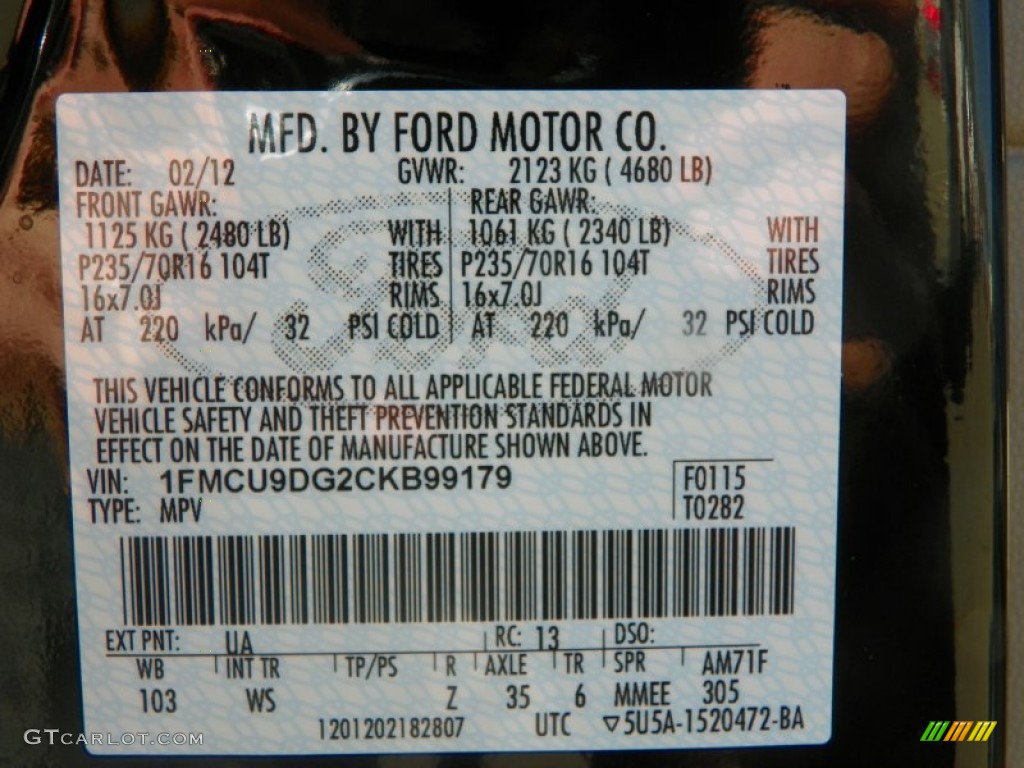 MFD. BY FORD MOTOR CO.
DATE: 02/12 GVWR: 2123 KG ( 4680 LB)
FRONT GAWR: REAR GAWR:
1125 KG ( 2480 LB) WITH 1061 KG ( 2340 LB) WITH
P235/70R16 104T TIRES P235/70R16 104T TIRES
16x7.0J RIMS 16x7.0J RIMS
AT 220 kPa/ 32 PSI COLD AT 220 kPa/ 32 PSI COLD
Ford
THIS VEHICLE CONFORMS TO ALL APPLICABLE FEDERAL MOTOR
VEHICLE SAFETY AND THEFT PREVENTION STANDARDS IN
EFFECT ON THE DATE OF MANUFACTURE SHOWN ABOVE.
VIN: 1FMCU9DG2CKB99179 F0115
TYPE: MPV T0282
EXT PNT: UA RC: 13 DSO:
WB INT TR TP/PS R AXLE TR SPR AM71F
103 WS Z 35 6 MMEE 305
1201202182807 UTC ▽5U5A-1520472-BA
GTCARLOT.COM